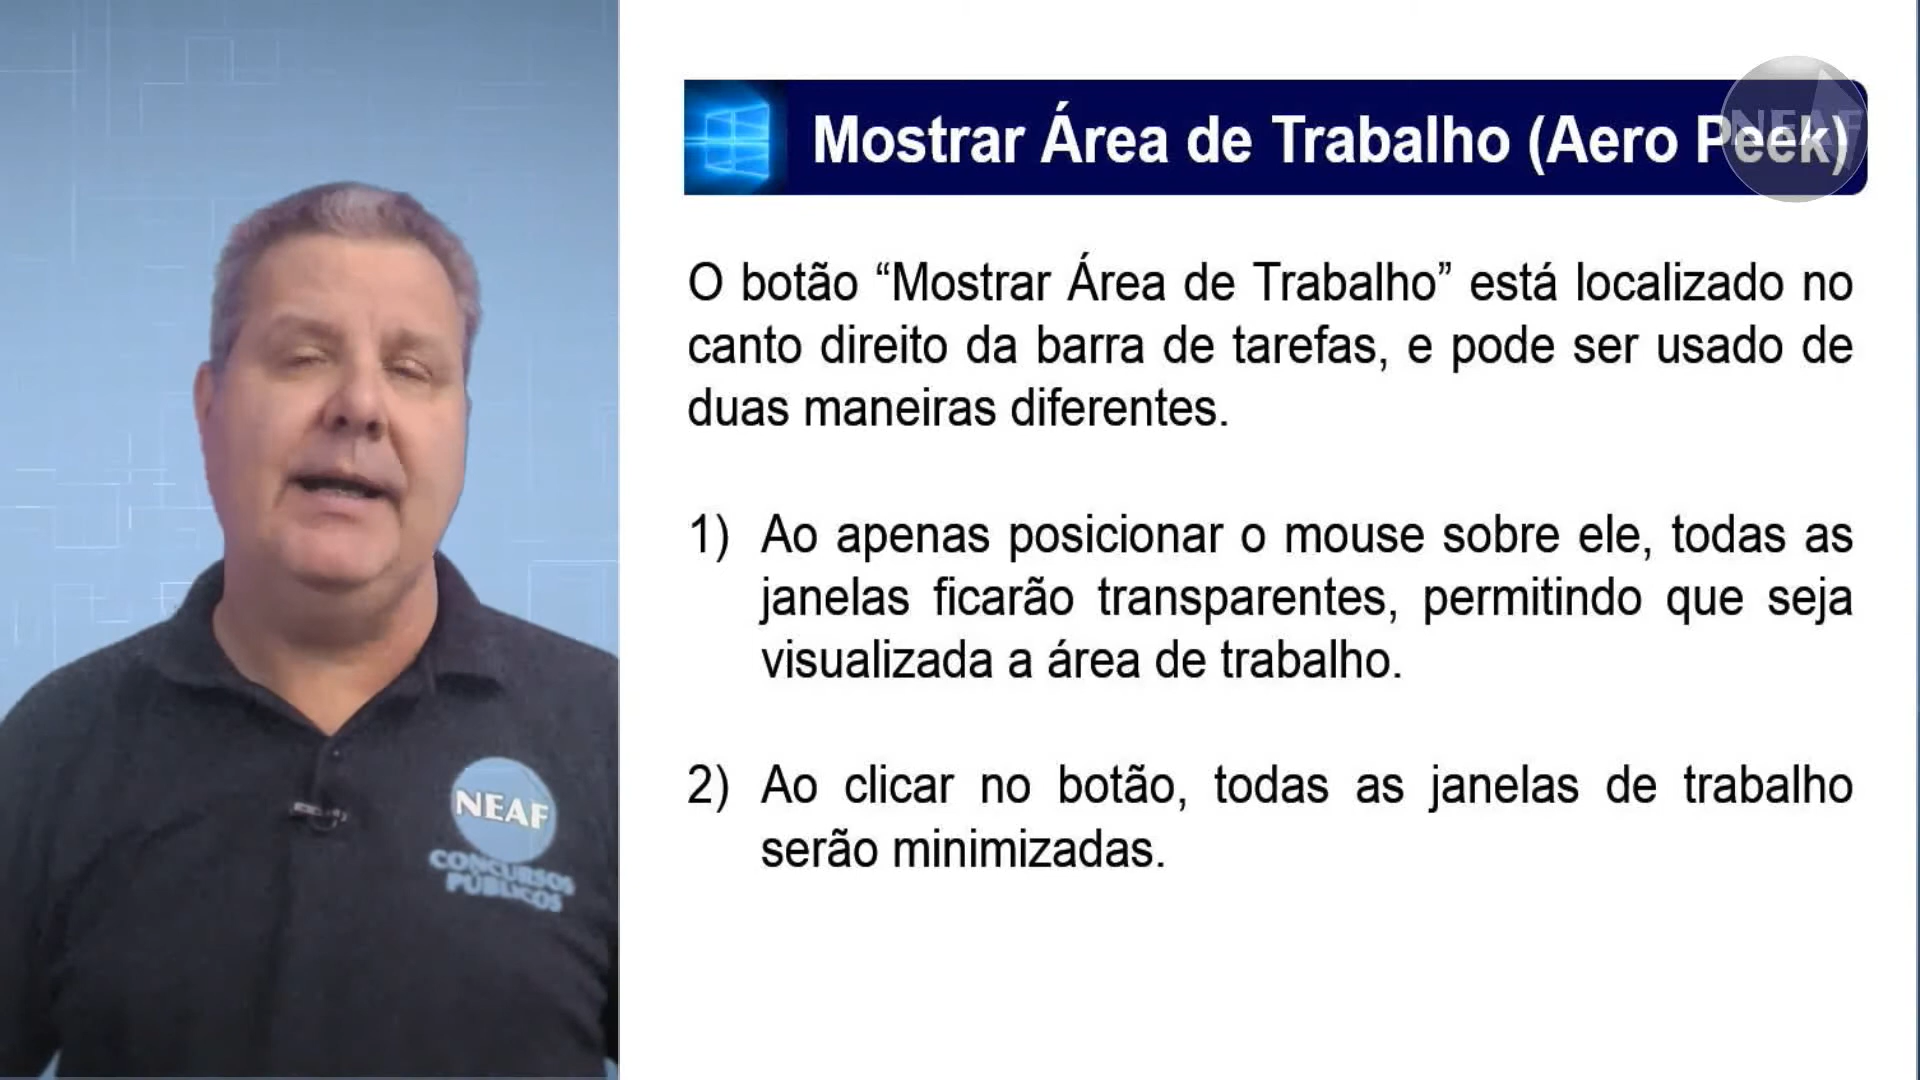 Mostrar Área de Trabalho (Aero Peek)
NEAF
O botão “Mostrar Área de Trabalho” está localizado no
canto direito da barra de tarefas, e pode ser usado de
duas maneiras diferentes.
1) Ao apenas posicionar o mouse sobre ele, todas as
janelas ficarão transparentes, permitindo que seja
visualizada a área de trabalho.
2) Ao clicar no botão, todas as janelas de trabalho
serão minimizadas.
NEAF
CONCURSOS
PÚBLICOS